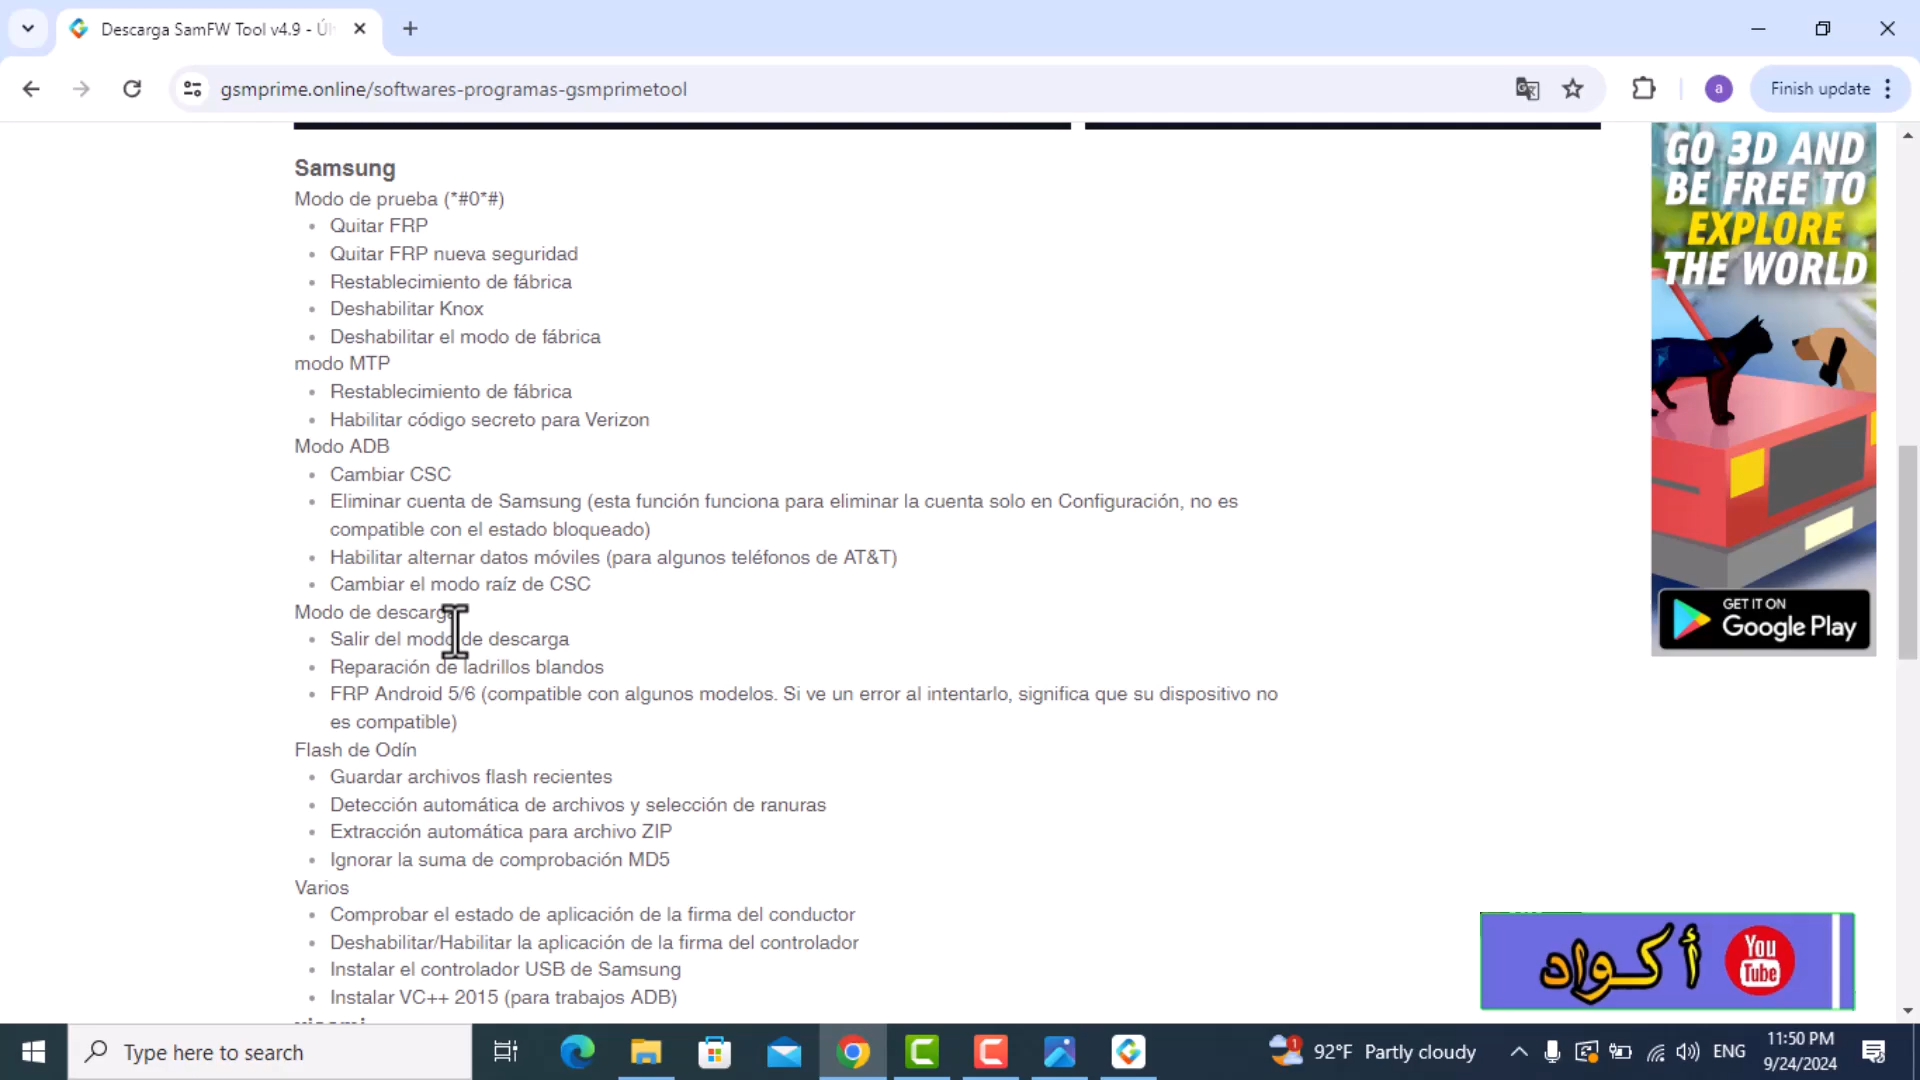 Descarga SamFW Tool v4.9 - Úl
gsmprime.online/softwares-programas-gsmprimetool
a
Finish update
Samsung
Modo de prueba (*#0*#)
Quitar FRP
Quitar FRP nueva seguridad
Restablecimiento de fábrica
Deshabilitar Knox
Deshabilitar el modo de fábrica
modo MTP
Restablecimiento de fábrica
Habilitar código secreto para Verizon
Modo ADB
Cambiar CSC
Eliminar cuenta de Samsung (esta función funciona para eliminar la cuenta solo en Configuración, no es
compatible con el estado bloqueado)
Habilitar alternar datos móviles (para algunos teléfonos de AT&T)
Cambiar el modo raíz de CSC
Modo de descarga
Salir del modo de descarga
Reparación de ladrillos blandos
FRP Android 5/6 (compatible con algunos modelos. Si ve un error al intentarlo, significa que su dispositivo no
es compatible)
Flash de Odín
Guardar archivos flash recientes
Detección automática de archivos y selección de ranuras
Extracción automática para archivo ZIP
Ignorar la suma de comprobación MD5
Varios
Comprobar el estado de aplicación de la firma del conductor
Deshabilitar/Habilitar la aplicación de la firma del controlador
Instalar el controlador USB de Samsung
Instalar VC++ 2015 (para trabajos ADB)
GO 3D AND
BE FREE TO
EXPLORE
THE WORLD
GET IT ON
Google Play
أكواد
You
Tube
Type here to search
1
92°F Partly cloudy
ENG
11:50 PM
9/24/2024